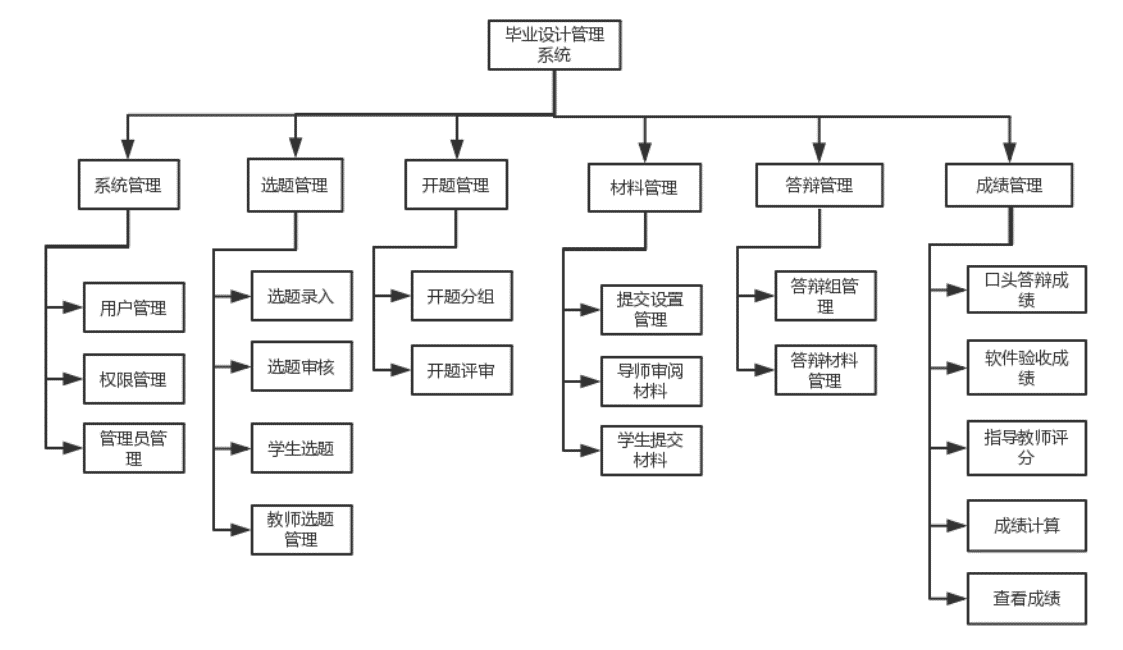 毕业设计管理
系统
系统管理
选题管理
开题管理
材料管理
答辩管理
成绩管理
用户管理
权限管理
管理员管
理
选题录入
选题审核
学生选题
教师选题
管理
开题分组
开题评审
提交设置
管理
导师审阅
材料
学生提交
材料
答辩组管
理
答辩材料
管理
口头答辩成
绩
软件验收成
绩
指导教师评
分
成绩计算
查看成绩